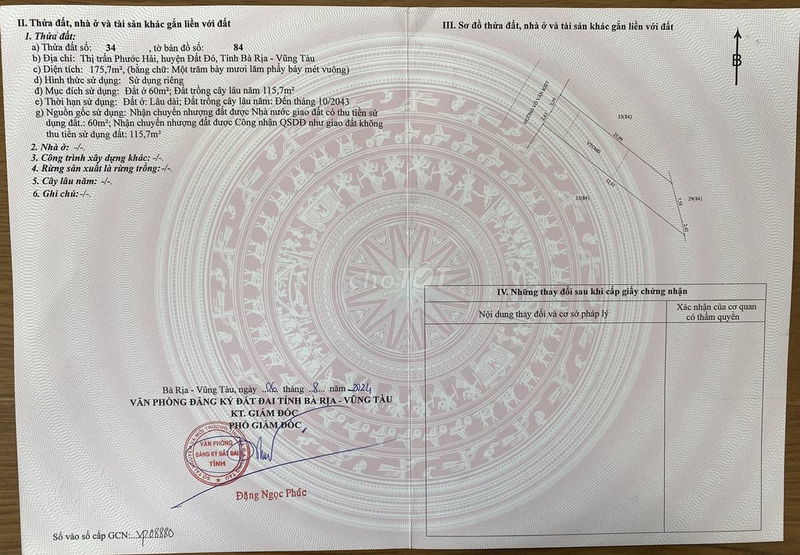 II. Thửa đất, nhà ở và tài sản khác gắn liền với đất
1. Thửa đất:
a) Thửa đất số: 34 , tờ bản đồ số: 84
b) Địa chỉ: Thị trấn Phước Hải, huyện Đất Đỏ, Tỉnh Bà Rịa - Vũng Tàu
c) Diện tích: 175,7m², (bằng chữ: Một trăm bảy mươi lăm phẩy bảy mét vuông)
d) Hình thức sử dụng: Sử dụng riêng
đ) Mục đích sử dụng: Đất ở 60m²; Đất trồng cây lâu năm 115,7m²
e) Thời hạn sử dụng: Đất ở: Lâu dài; Đất trồng cây lâu năm: Đến tháng 10/2043
g) Nguồn gốc sử dụng: Nhận chuyển nhượng đất được Nhà nước giao đất có thu tiền sử
dụng đất.: 60m²; Nhận chuyển nhượng đất được Công nhận QSDĐ như giao đất không
thu tiền sử dụng đất: 115,7m²
2. Nhà ở: -/-.
3. Công trình xây dựng khác: -/-.
4. Rừng sản xuất là rừng trồng:-/-.
5. Cây lâu năm: -/-.
6. Ghi chú:-/-.
Bà Rịa - Vũng Tàu, ngày 06 tháng 8 năm 2024
VĂN PHÒNG ĐĂNG KÝ ĐẤT ĐAI TỈNH BÀ RỊA - VŨNG TÀU
KT. GIÁM ĐỐC
PHÓ GIÁM ĐỐC
VĂN PHÒNG
ĐĂNG KÝ ĐẤT ĐAI
TỈNH
Đặng Ngọc Phúc
Số vào sổ cấp GCN: VP08880
III. Sơ đồ thửa đất, nhà ở và tài sản khác gắn liền với đất
B
ĐƯỜNG VÕ VĂN KIỆT
33(84)
35(84)
29(84)
IV. Những thay đổi sau khi cấp giấy chứng nhận
Nội dung thay đổi và cơ sở pháp lý
Xác nhận của cơ quan
có thẩm quyền
choTOT